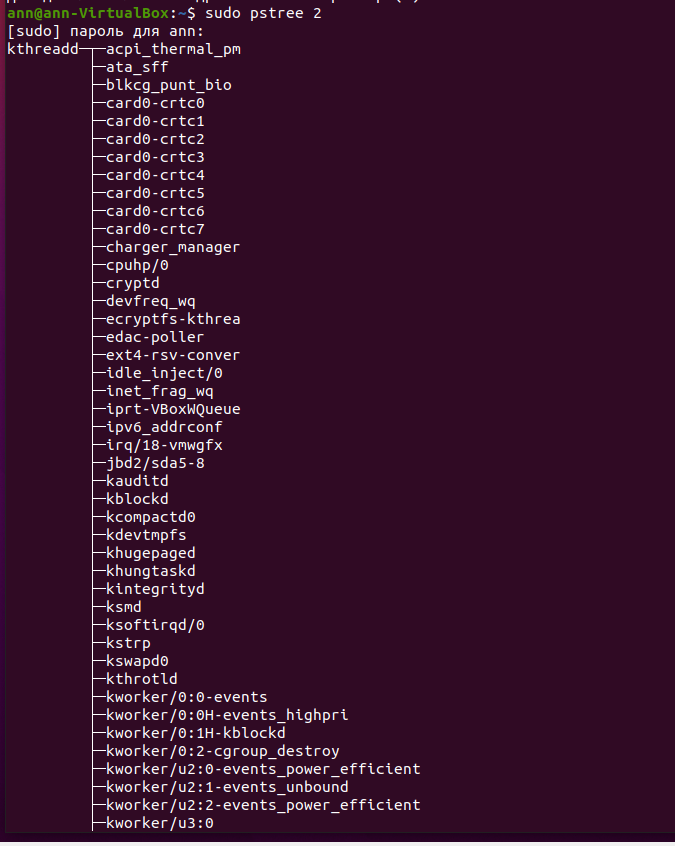 ann@ann-VirtualBox:~$ sudo pstree 2
[sudo] пароль для ann:
kthreadd─┬─acpi_thermal_pm
         ├─ata_sff
         ├─blkcg_punt_bio
         ├─card0-crtc0
         ├─card0-crtc1
         ├─card0-crtc2
         ├─card0-crtc3
         ├─card0-crtc4
         ├─card0-crtc5
         ├─card0-crtc6
         ├─card0-crtc7
         ├─charger_manager
         ├─cpuhp/0
         ├─cryptd
         ├─devfreq_wq
         ├─ecryptfs-kthrea
         ├─edac-poller
         ├─ext4-rsv-conver
         ├─idle_inject/0
         ├─inet_frag_wq
         ├─iprt-VBoxWQueue
         ├─ipv6_addrconf
         ├─irq/18-vmwgfx
         ├─jbd2/sda5-8
         ├─kauditd
         ├─kblockd
         ├─kcompactd0
         ├─kdevtmpfs
         ├─khugepaged
         ├─khungtaskd
         ├─kintegrityd
         ├─ksmd
         ├─ksoftirqd/0
         ├─kstrp
         ├─kswapd0
         ├─kthrotld
         ├─kworker/0:0-events
         ├─kworker/0:0H-events_highpri
         ├─kworker/0:1H-kblockd
         ├─kworker/0:2-cgroup_destroy
         ├─kworker/u2:0-events_power_efficient
         ├─kworker/u2:1-events_unbound
         ├─kworker/u2:2-events_power_efficient
         ├─kworker/u3:0